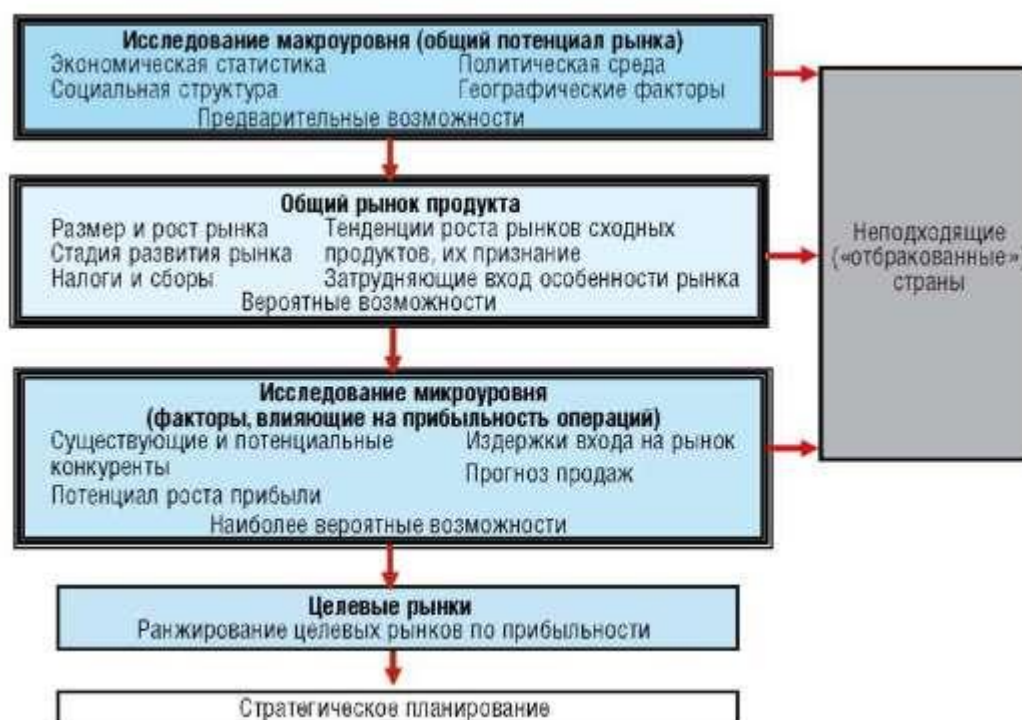 Исследование макроуровня (общий потенциал рынка)
Экономическая статистика Политическая среда
Социальная структура Географические факторы
Предварительные возможности
Общий рынок продукта
Размер и рост рынка
Стадия развития рынка
Налоги и сборы
Тенденции роста рынков сходных
продуктов, их признание
Затрудняющие вход особенности рынка
Вероятные возможности
Исследование микроуровня
(факторы, влияющие на прибыльность операций)
Существующие и потенциальные
конкуренты
Потенциал роста прибыли
Издержки входа на рынок
Прогноз продаж
Наиболее вероятные возможности
Неподходящие
(«отбракованные»)
страны
Целевые рынки
Ранжирование целевых рынков по прибыльности
Стратегическое планирование